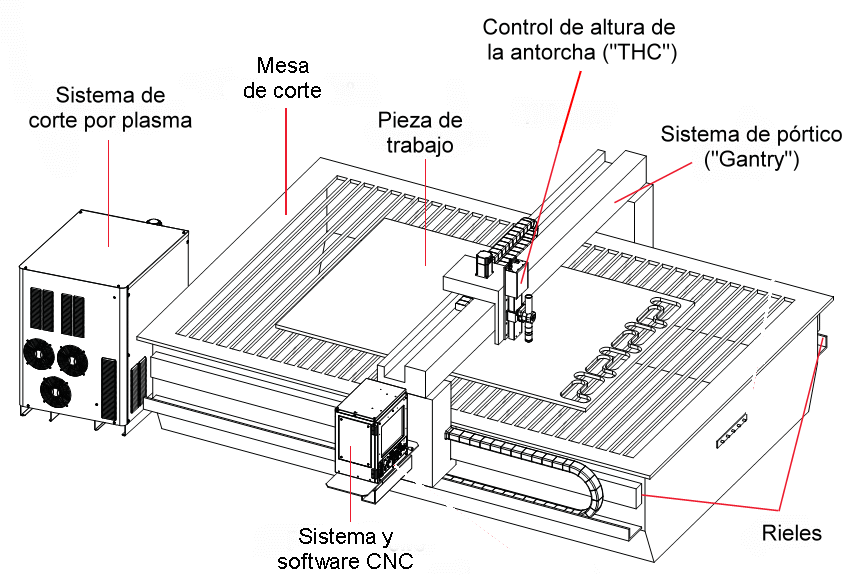 Control de altura de
la antorcha ("THC")
Mesa
de corte
Sistema de
corte por plasma
Pieza de
trabajo
Sistema de pórtico
("Gantry")
Sistema y
software CNC
Rieles